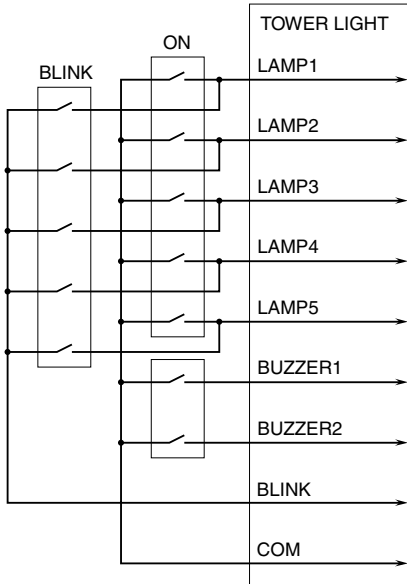 TOWER LIGHT
ON
LAMP1
BLINK
LAMP2
LAMP3
LAMP4
LAMP5
BUZZER1
BUZZER2
BLINK
COM